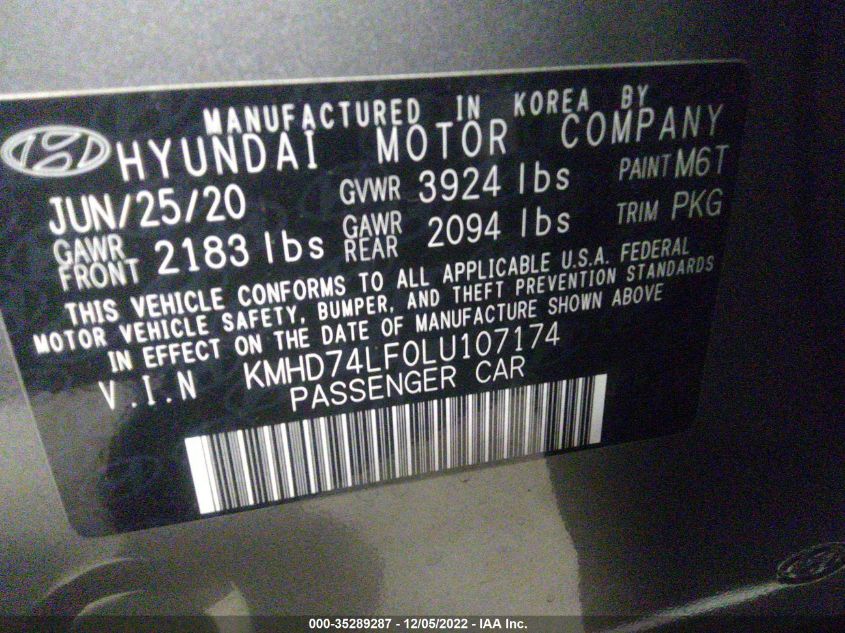 MANUFACTURED IN KOREA BY
HYUNDAI MOTOR COMPANY
JUN/25/20 GVWR 3924 lbs PAINT M6T
GAWR FRONT 2183 lbs GAWR REAR 2094 lbs TRIM PKG
THIS VEHICLE CONFORMS TO ALL APPLICABLE U.S.A. FEDERAL
MOTOR VEHICLE SAFETY, BUMPER, AND THEFT PREVENTION STANDARDS
IN EFFECT ON THE DATE OF MANUFACTURE SHOWN ABOVE
V.I.N KMHD74LF0LU107174
PASSENGER CAR
000-35289287 - 12/05/2022 - IAA Inc.